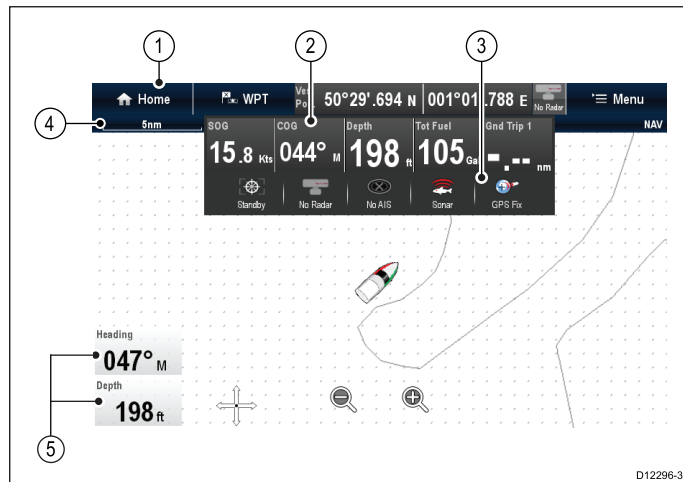 1 2 3
Home WPT 50°29'.694 N 001°01 .788 E No Radar Menu
4 5nm NAV
SOG COG Depth Tot Fuel Gnd Trip 1
15.8 Kts 044° M 198 ft 105 Ga -.-- nm
Standby No Radar No AIS Sonar GPS Fix
Heading
047° M
Depth
198 ft
5
D12296-3